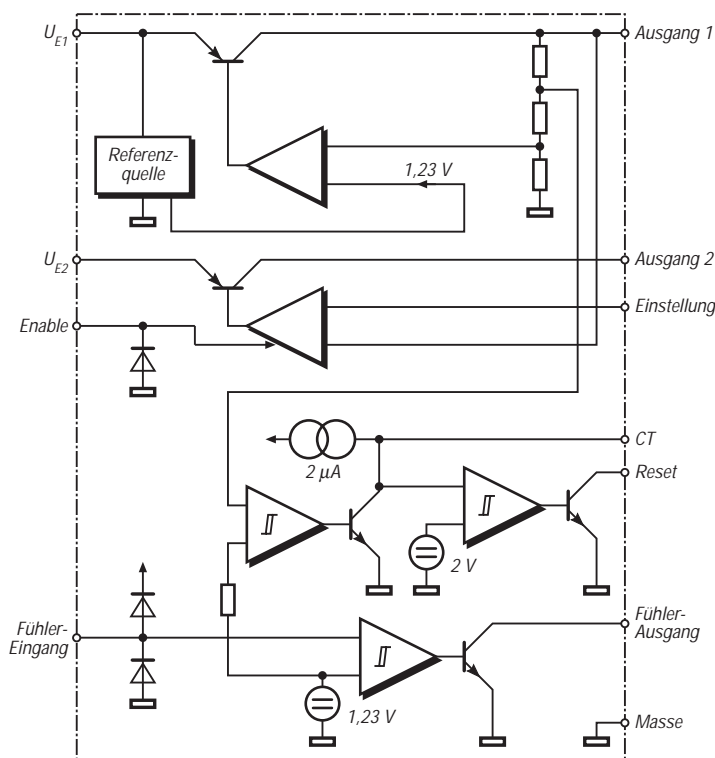 U_E1
Ausgang 1
Referenz-
quelle
1,23 V
U_E2
Ausgang 2
Einstellung
Enable
CT
2 µA
Reset
2 V
Fühler-
Eingang
Fühler-
Ausgang
1,23 V
Masse